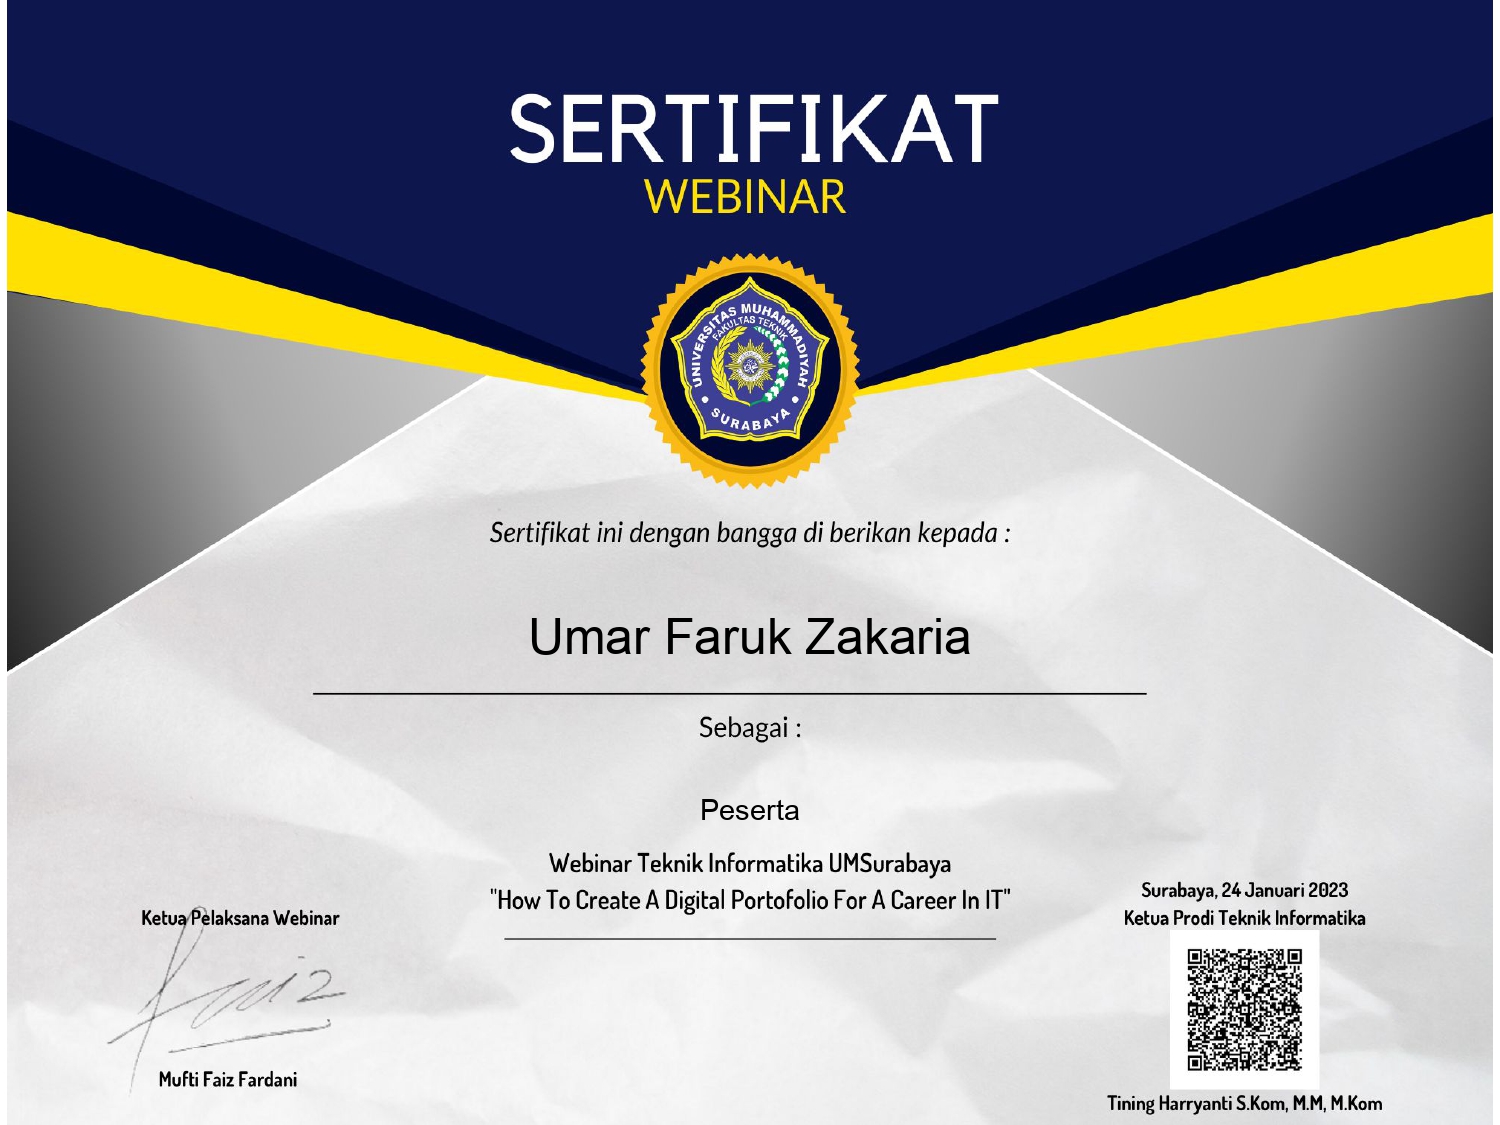 SERTIFIKAT
WEBINAR
UNIVERSITAS MUHAMMADIYAH
FAKULTAS TEKNIK
SURABAYA
Sertifikat ini dengan bangga di berikan kepada :
Umar Faruk Zakaria
Sebagai :
Peserta
Webinar Teknik Informatika UMSurabaya
"How To Create A Digital Portofolio For A Career In IT"
Ketua Pelaksana Webinar
Faiz
Mufti Faiz Fardani
Surabaya, 24 Januari 2023
Ketua Prodi Teknik Informatika
Tining Harryanti S.Kom, M.M, M.Kom